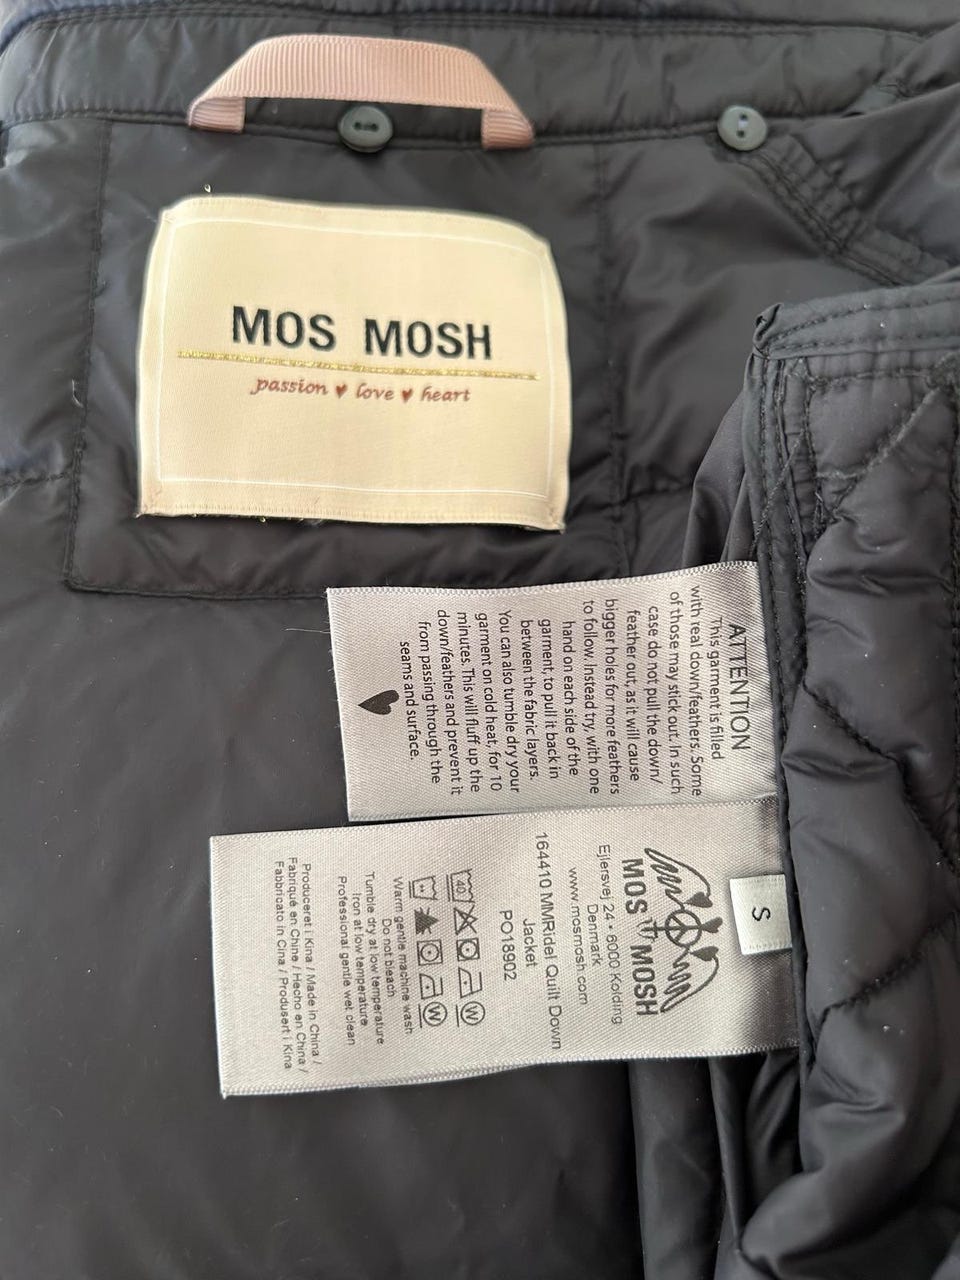 MOS MOSH
passion ♥ love ♥ heart
ATTENTION
This garment is filled
with real down/feathers. Some
of those may stick out. In such
case do not pull the down/
feather out, as it will cause
bigger holes for more feathers
to follow. Instead try, with one
hand on each side of the
garment, to pull it back in
between the fabric layers.
You can also tumble dry your
garment on cold heat, for 10
minutes. This will fluff up the
down/feathers and prevent it
from passing through the
seams and surface.
S
MOS MOSH
Ejlersvej 24 • 6000 Kolding
Denmark
www.mosmosh.com
164410 MMRidel Quilt Down
Jacket
PO18902
40
W
W
Warm gentle machine wash
Do not bleach
Tumble dry at low temperature
Iron at low temperature
Professional gentle wet clean
Produceret i Kina / Made in China /
Fabriqué en Chine / Hecho en China /
Fabbricato in Cina / Produsert i Kina